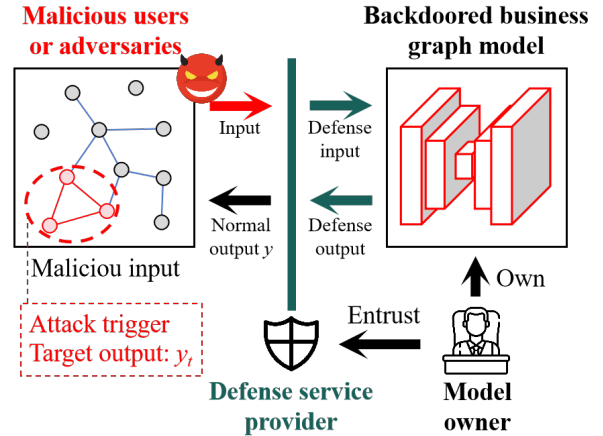 Malicious users
or adversaries
Backdoored business
graph model
Input
Defense
input
Normal
output y
Defense
output
Maliciou input
Attack trigger
Target output: yₜ
Own
Entrust
Defense service
provider
Model
owner